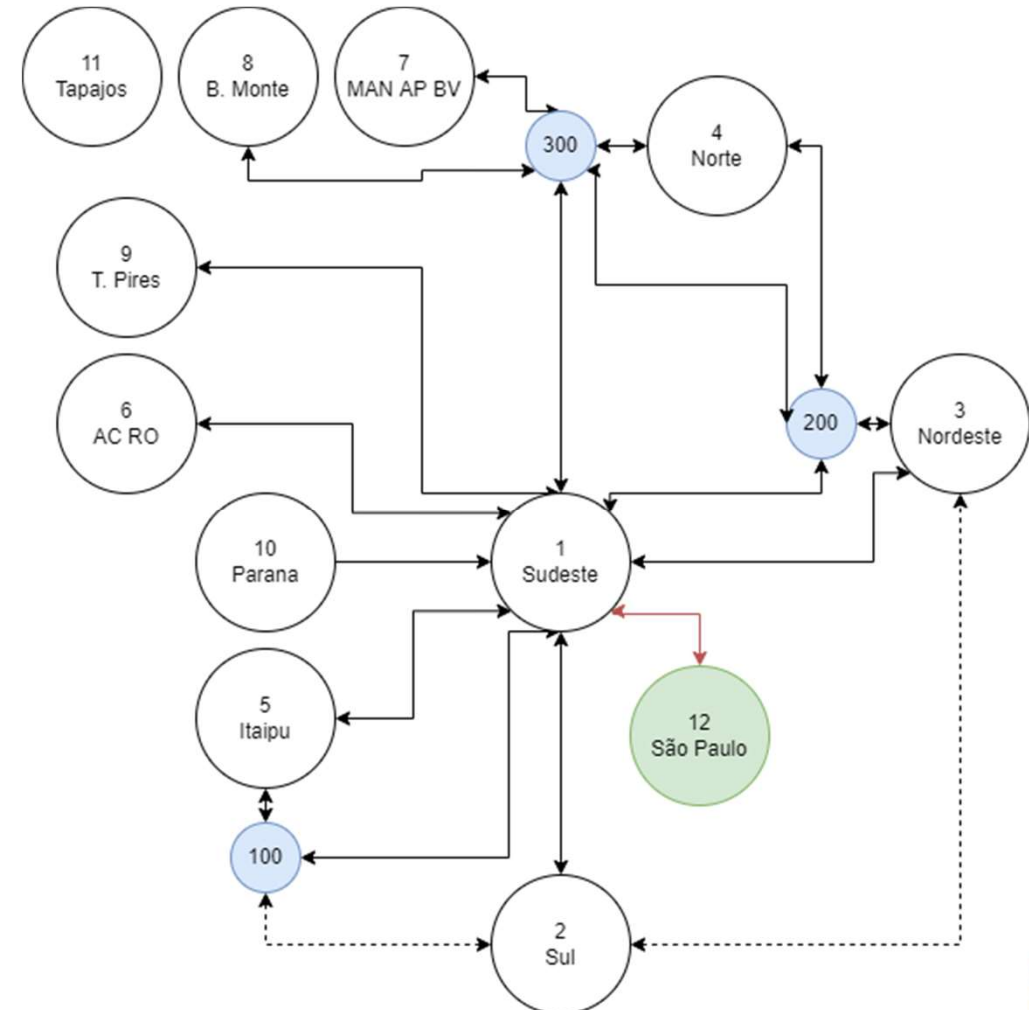 11
Tapajos
8
B. Monte
7
MAN AP BV
300
4
Norte
9
T. Pires
6
AC RO
200
3
Nordeste
10
Parana
1
Sudeste
5
Itaipu
12
São Paulo
100
2
Sul